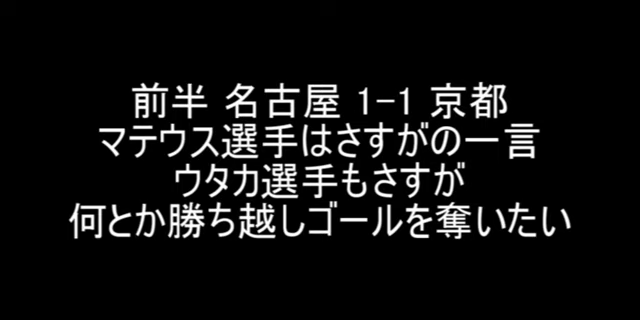 前半 名古屋 1-1 京都
マテウス選手はさすがの一言
ウタカ選手もさすが
何とか勝ち越しゴールを奪いたい